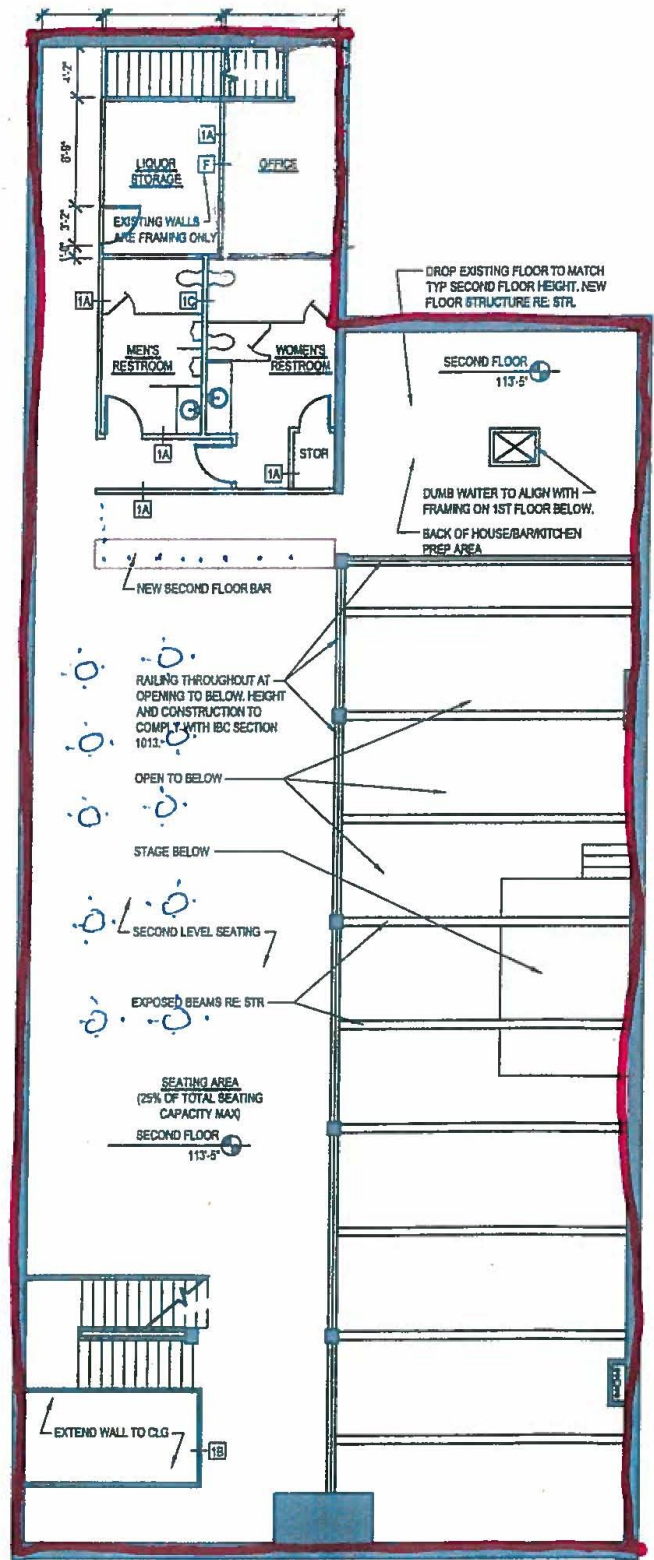 4'-2"
8'-9"
3'-2"
1A
F
LIQUOR
STORAGE
OFFICE
EXISTING WALLS
ARE FRAMING ONLY
1A
1C
MEN'S
RESTROOM
WOMEN'S
RESTROOM
DROP EXISTING FLOOR TO MATCH
TYP SECOND FLOOR HEIGHT. NEW
FLOOR STRUCTURE RE: STR.
SECOND FLOOR
113'-5"
1A
1A
STOR
1A
DUMB WAITER TO ALIGN WITH
FRAMING ON 1ST FLOOR BELOW.
BACK OF HOUSE/BAR/KITCHEN
PREP AREA
NEW SECOND FLOOR BAR
RAILING THROUGHOUT AT
OPENING TO BELOW. HEIGHT
AND CONSTRUCTION TO
COMPLY WITH IBC SECTION
1013.
OPEN TO BELOW
STAGE BELOW
SECOND LEVEL SEATING
EXPOSED BEAMS RE: STR
SEATING AREA
(25% OF TOTAL SEATING
CAPACITY MAX)
SECOND FLOOR
113'-5"
EXTEND WALL TO CLG
1B